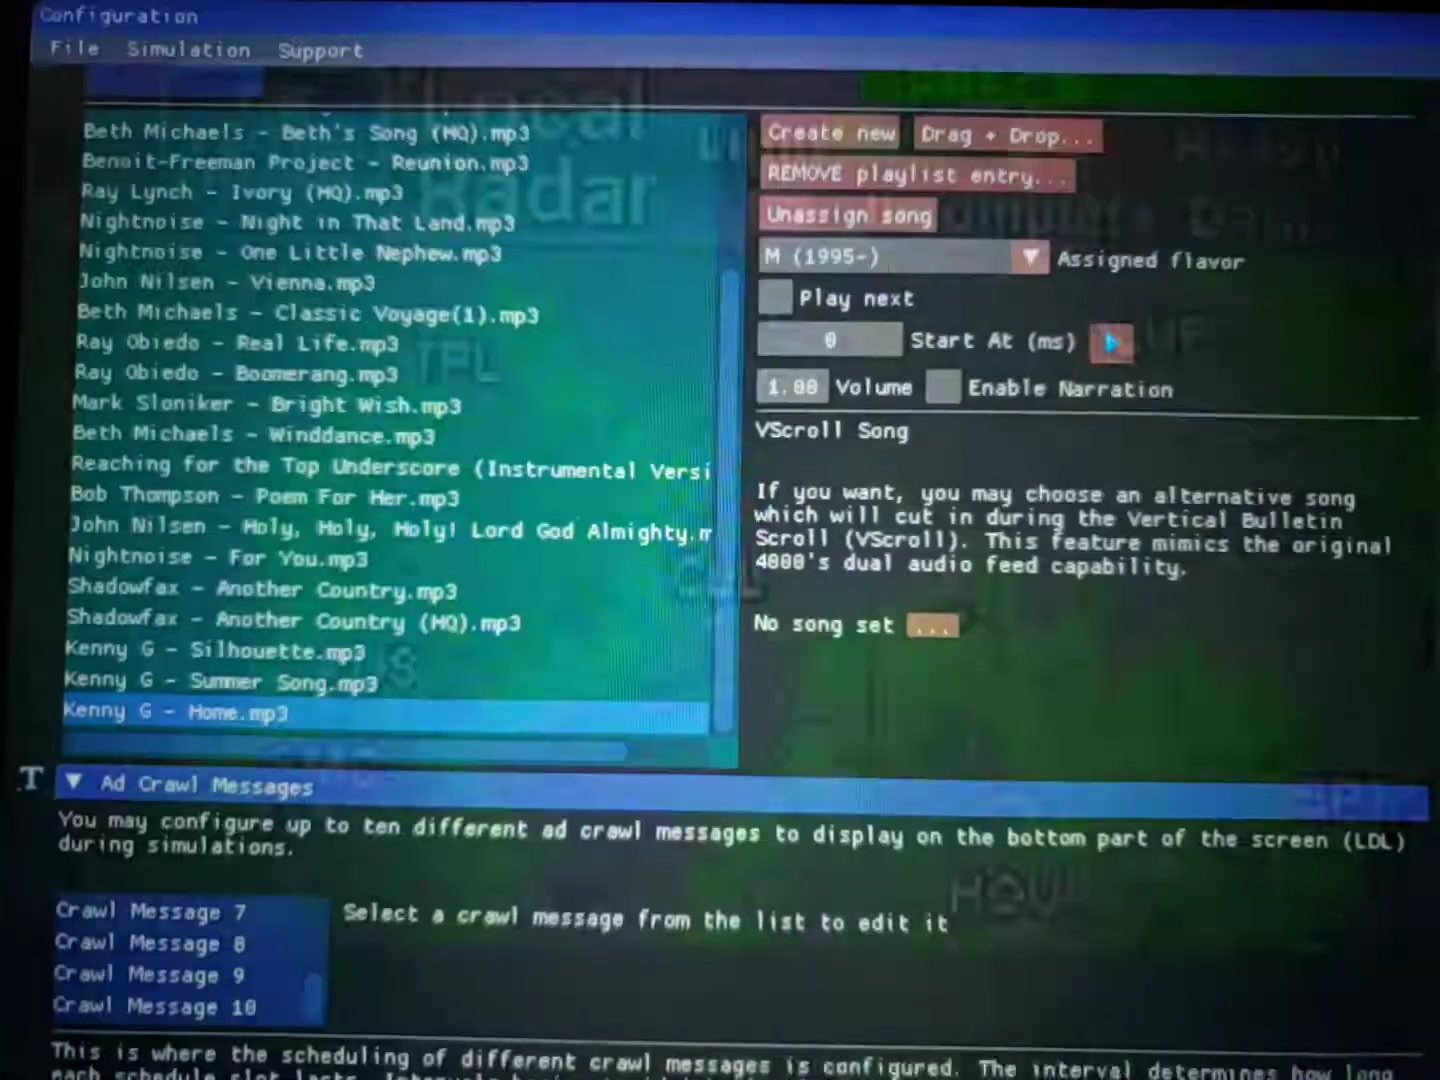 Configuration
File Simulation Support
Local
Radar
Beth Michaels - Beth's Song (HQ).mp3
Benoit-Freeman Project - Reunion.mp3
Ray Lynch - Ivory (HQ).mp3
Nightnoise - Night in That Land.mp3
Nightnoise - One Little Nephew.mp3
John Nilsen - Vienna.mp3
Beth Michaels - Classic Voyage(1).mp3
Ray Obiedo - Real Life.mp3
TPL
Ray Obiedo - Boomerang.mp3
Mark Sloniker - Bright Wish.mp3
Beth Michaels - Winddance.mp3
Reaching for the Top Underscore (Instrumental Versi
Bob Thompson - Poem For Her.mp3
John Nilsen - Holy, Holy, Holy! Lord God Almighty.m
Nightnoise - For You.mp3
Shadowfax - Another Country.mp3
Shadowfax - Another Country (HQ).mp3
Kenny G - Silhouette.mp3
Kenny G - Summer Song.mp3
Kenny G - Home.mp3
Create new Drag + Drop...
REMOVE playlist entry...
Unassign song
M (1995-) ▼ Assigned flavor
Play next
0 Start At (ms)
1.00 Volume Enable Narration
VScroll Song
If you want, you may choose an alternative song
which will cut in during the Vertical Bulletin
Scroll (VScroll). This feature mimics the original
4000's dual audio feed capability.
No song set ...
▼ Ad Crawl Messages
You may configure up to ten different ad crawl messages to display on the bottom part of the screen (LDL)
during simulations.
Crawl Message 7
Crawl Message 8
Crawl Message 9
Crawl Message 10
Select a crawl message from the list to edit it
This is where the scheduling of different crawl messages is configured. The interval determines how long
each schedule slot lasts.